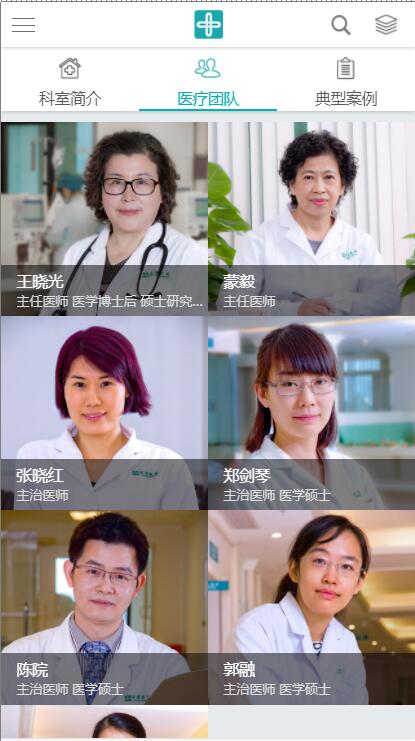 科室简介
医疗团队
典型案例
王晓光
主任医师 医学博士后 硕士研究...
蒙毅
主任医师
张晓红
主治医师
郑剑琴
主治医师 医学硕士
陈院
主治医师 医学硕士
郭融
主治医师 医学硕士